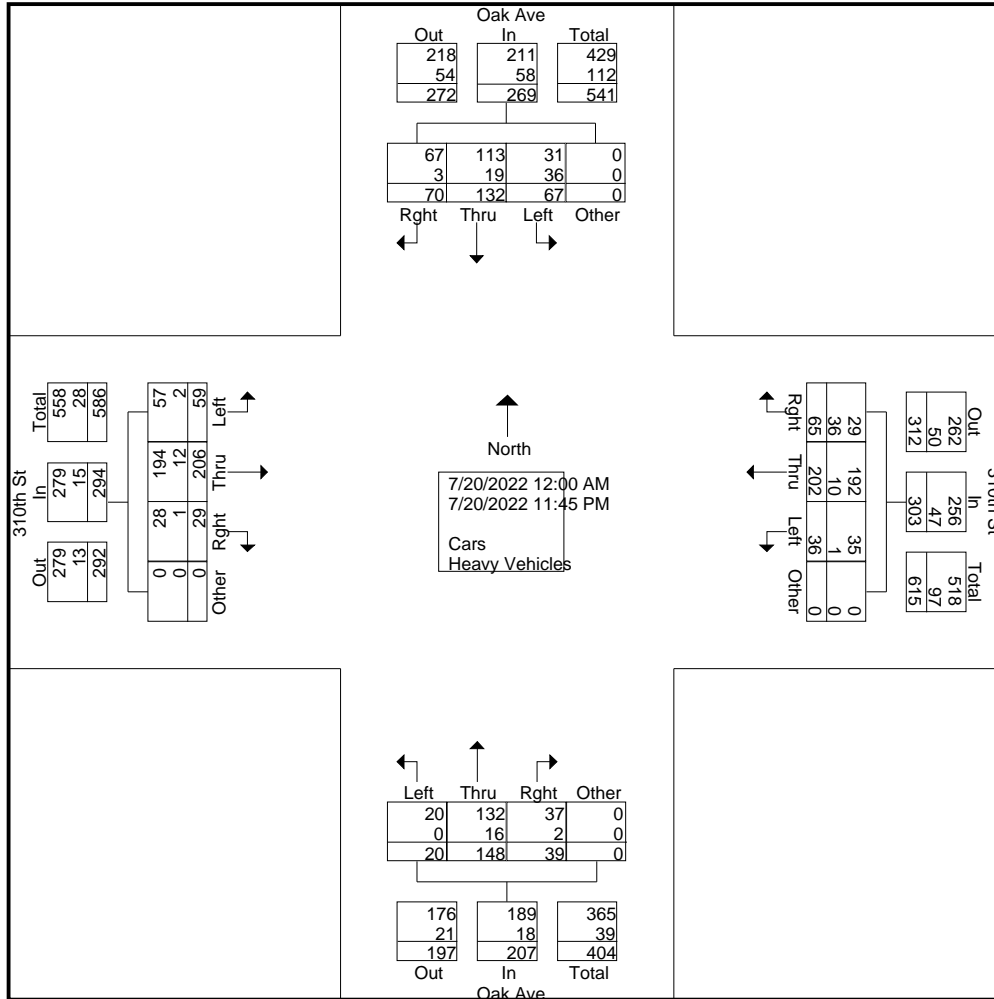 Oak Ave
Out In Total
218 211 429
54 58 112
272 269 541
67 113 31 0
3 19 36 0
70 132 67 0
Rght Thru Left Other
310th St
Total In Out
558 279 279
28 15 13
586 294 292
57 194 28 0
2 12 1 0
59 206 29 0
Left Thru Rght Other
North
7/20/2022 12:00 AM
7/20/2022 11:45 PM
Cars
Heavy Vehicles
Rght Thru Left Other
29 192 35 0
36 10 1 0
65 202 36 0
Out In Total
262 256 518
50 47 97
312 303 615
310th St
Left Thru Rght Other
20 132 37 0
0 16 2 0
20 148 39 0
176 189 365
21 18 39
197 207 404
Out In Total
Oak Ave